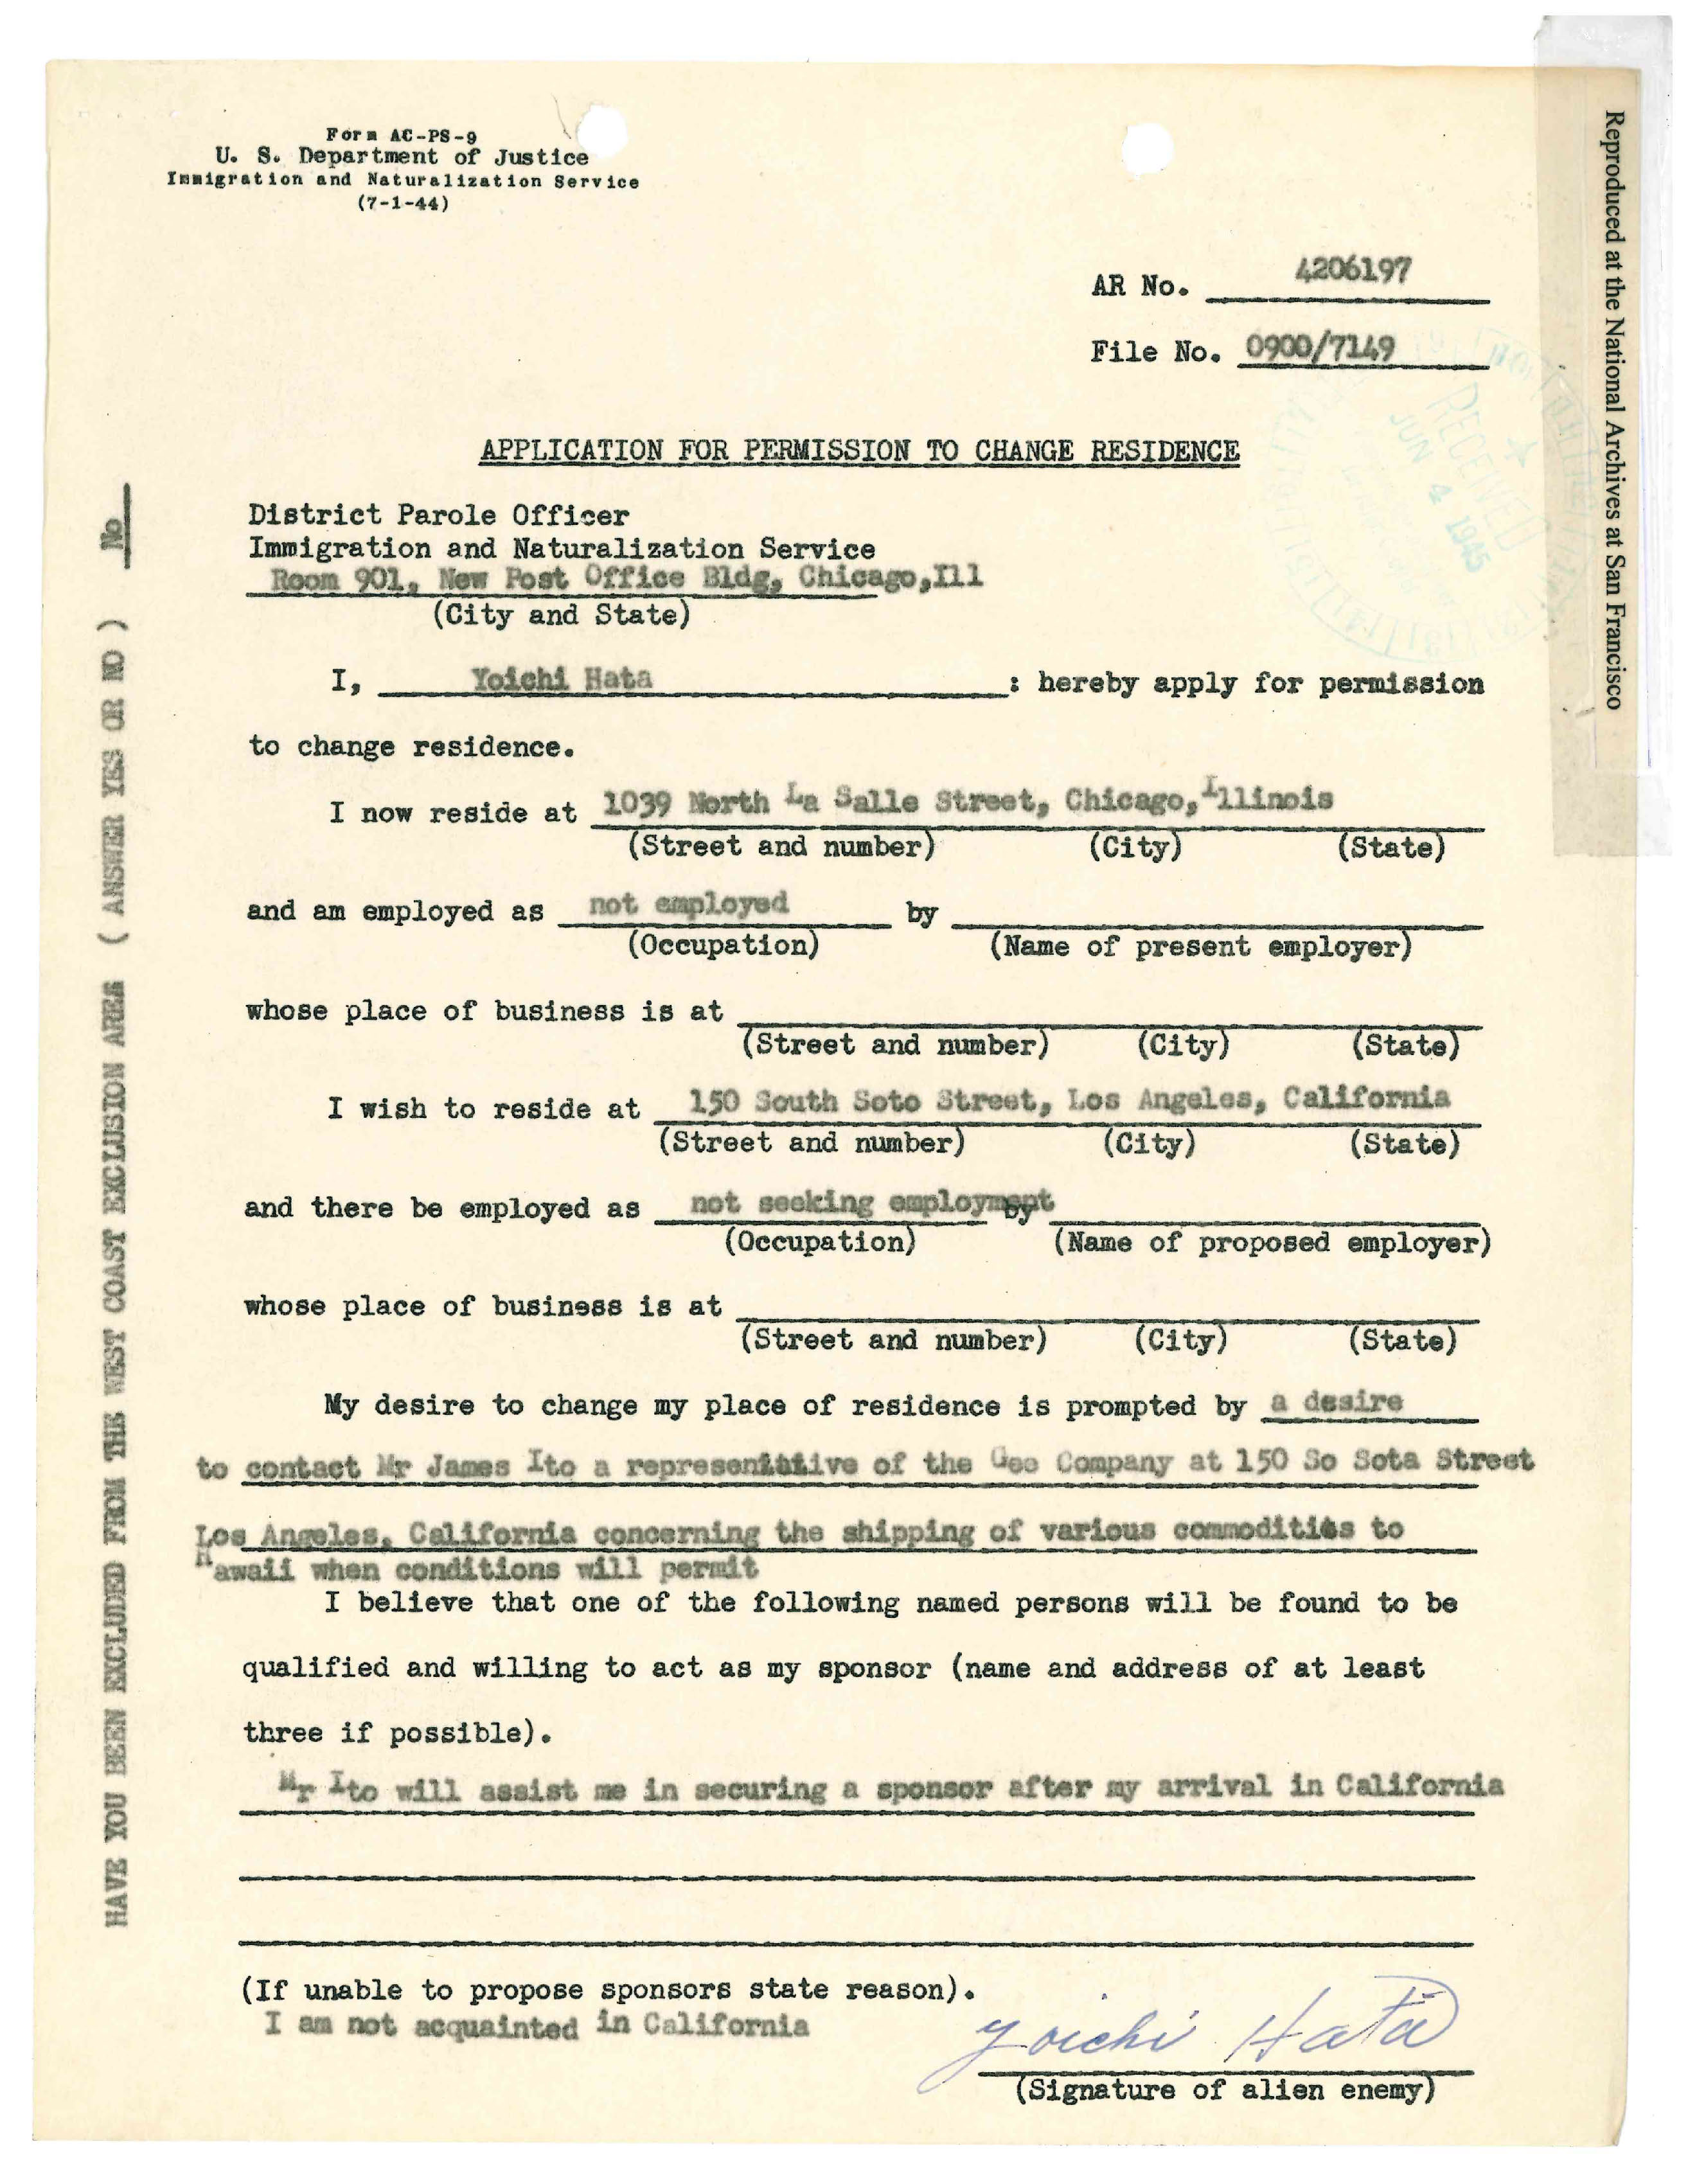 Form AC-PS-9
U. S. Department of Justice
Immigration and Naturalization Service
(7-1-44)
AR No. 4206197
File No. 0900/7149
RECEIVED
JUN 4 1945
APPLICATION FOR PERMISSION TO CHANGE RESIDENCE
District Parole Officer
Immigration and Naturalization Service
Room 901, New Post Office Bldg, Chicago,Ill
(City and State)
I, Yoichi Hata : hereby apply for permission
to change residence.
I now reside at 1039 North La Salle Street, Chicago,Illinois
(Street and number) (City) (State)
and am employed as not employed by
(Occupation) (Name of present employer)
whose place of business is at
(Street and number) (City) (State)
I wish to reside at 150 South Soto Street, Los Angeles, California
(Street and number) (City) (State)
and there be employed as not seeking employment by
(Occupation) (Name of proposed employer)
whose place of business is at
(Street and number) (City) (State)
My desire to change my place of residence is prompted by a desire
to contact Mr James Ito a of the Gee Company at 150 So Sota Street
Los Angeles, California concerning the shipping of various commodities to
Hawaii when conditions will permit
I believe that one of the following named persons will be found to be
qualified and willing to act as my sponsor (name and address of at least
three if possible).
Mr Ito will assist me in securing a sponsor after my arrival in California
(If unable to propose sponsors state reason).
I am not acquainted in California
Yoichi Hata
(Signature of alien enemy)
HAVE YOU BEEN EXCLUDED FROM THE WEST COAST EXCLUSION AREA ( ANSWER YES OR NO ) No
Reproduced at the National Archives at San Francisco